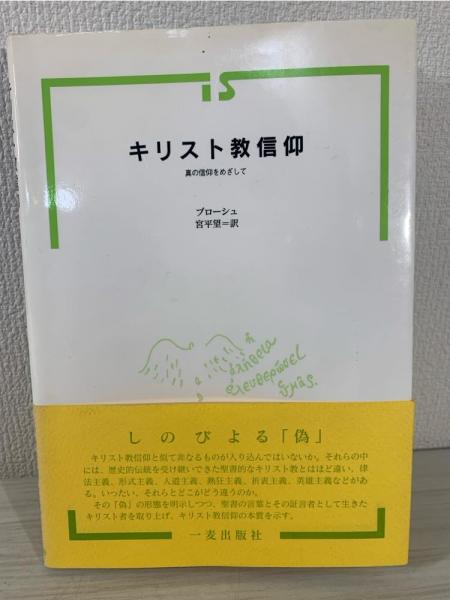 is
キリスト教信仰
真の信仰をめざして
ブローシュ
宮平望＝訳
ἡ
ἀλήθεια
ἐλευθερώσει
ὑμᾶς.
しのびよる「偽」
キリスト教信仰と似て非なるものが入り込んではいないか。それらの中
には、歴史的伝統を受け継いできた聖書的なキリスト教とはほど遠い、律
法主義、形式主義、人道主義、熱狂主義、折衷主義、英雄主義などがあ
る。いったい、それらとどこがどう違うのか。
その「偽」の形態を明示しつつ、聖書の言葉とその証言者として生きた
キリスト者を取り上げ、キリスト教信仰の本質を示す。
一麦出版社